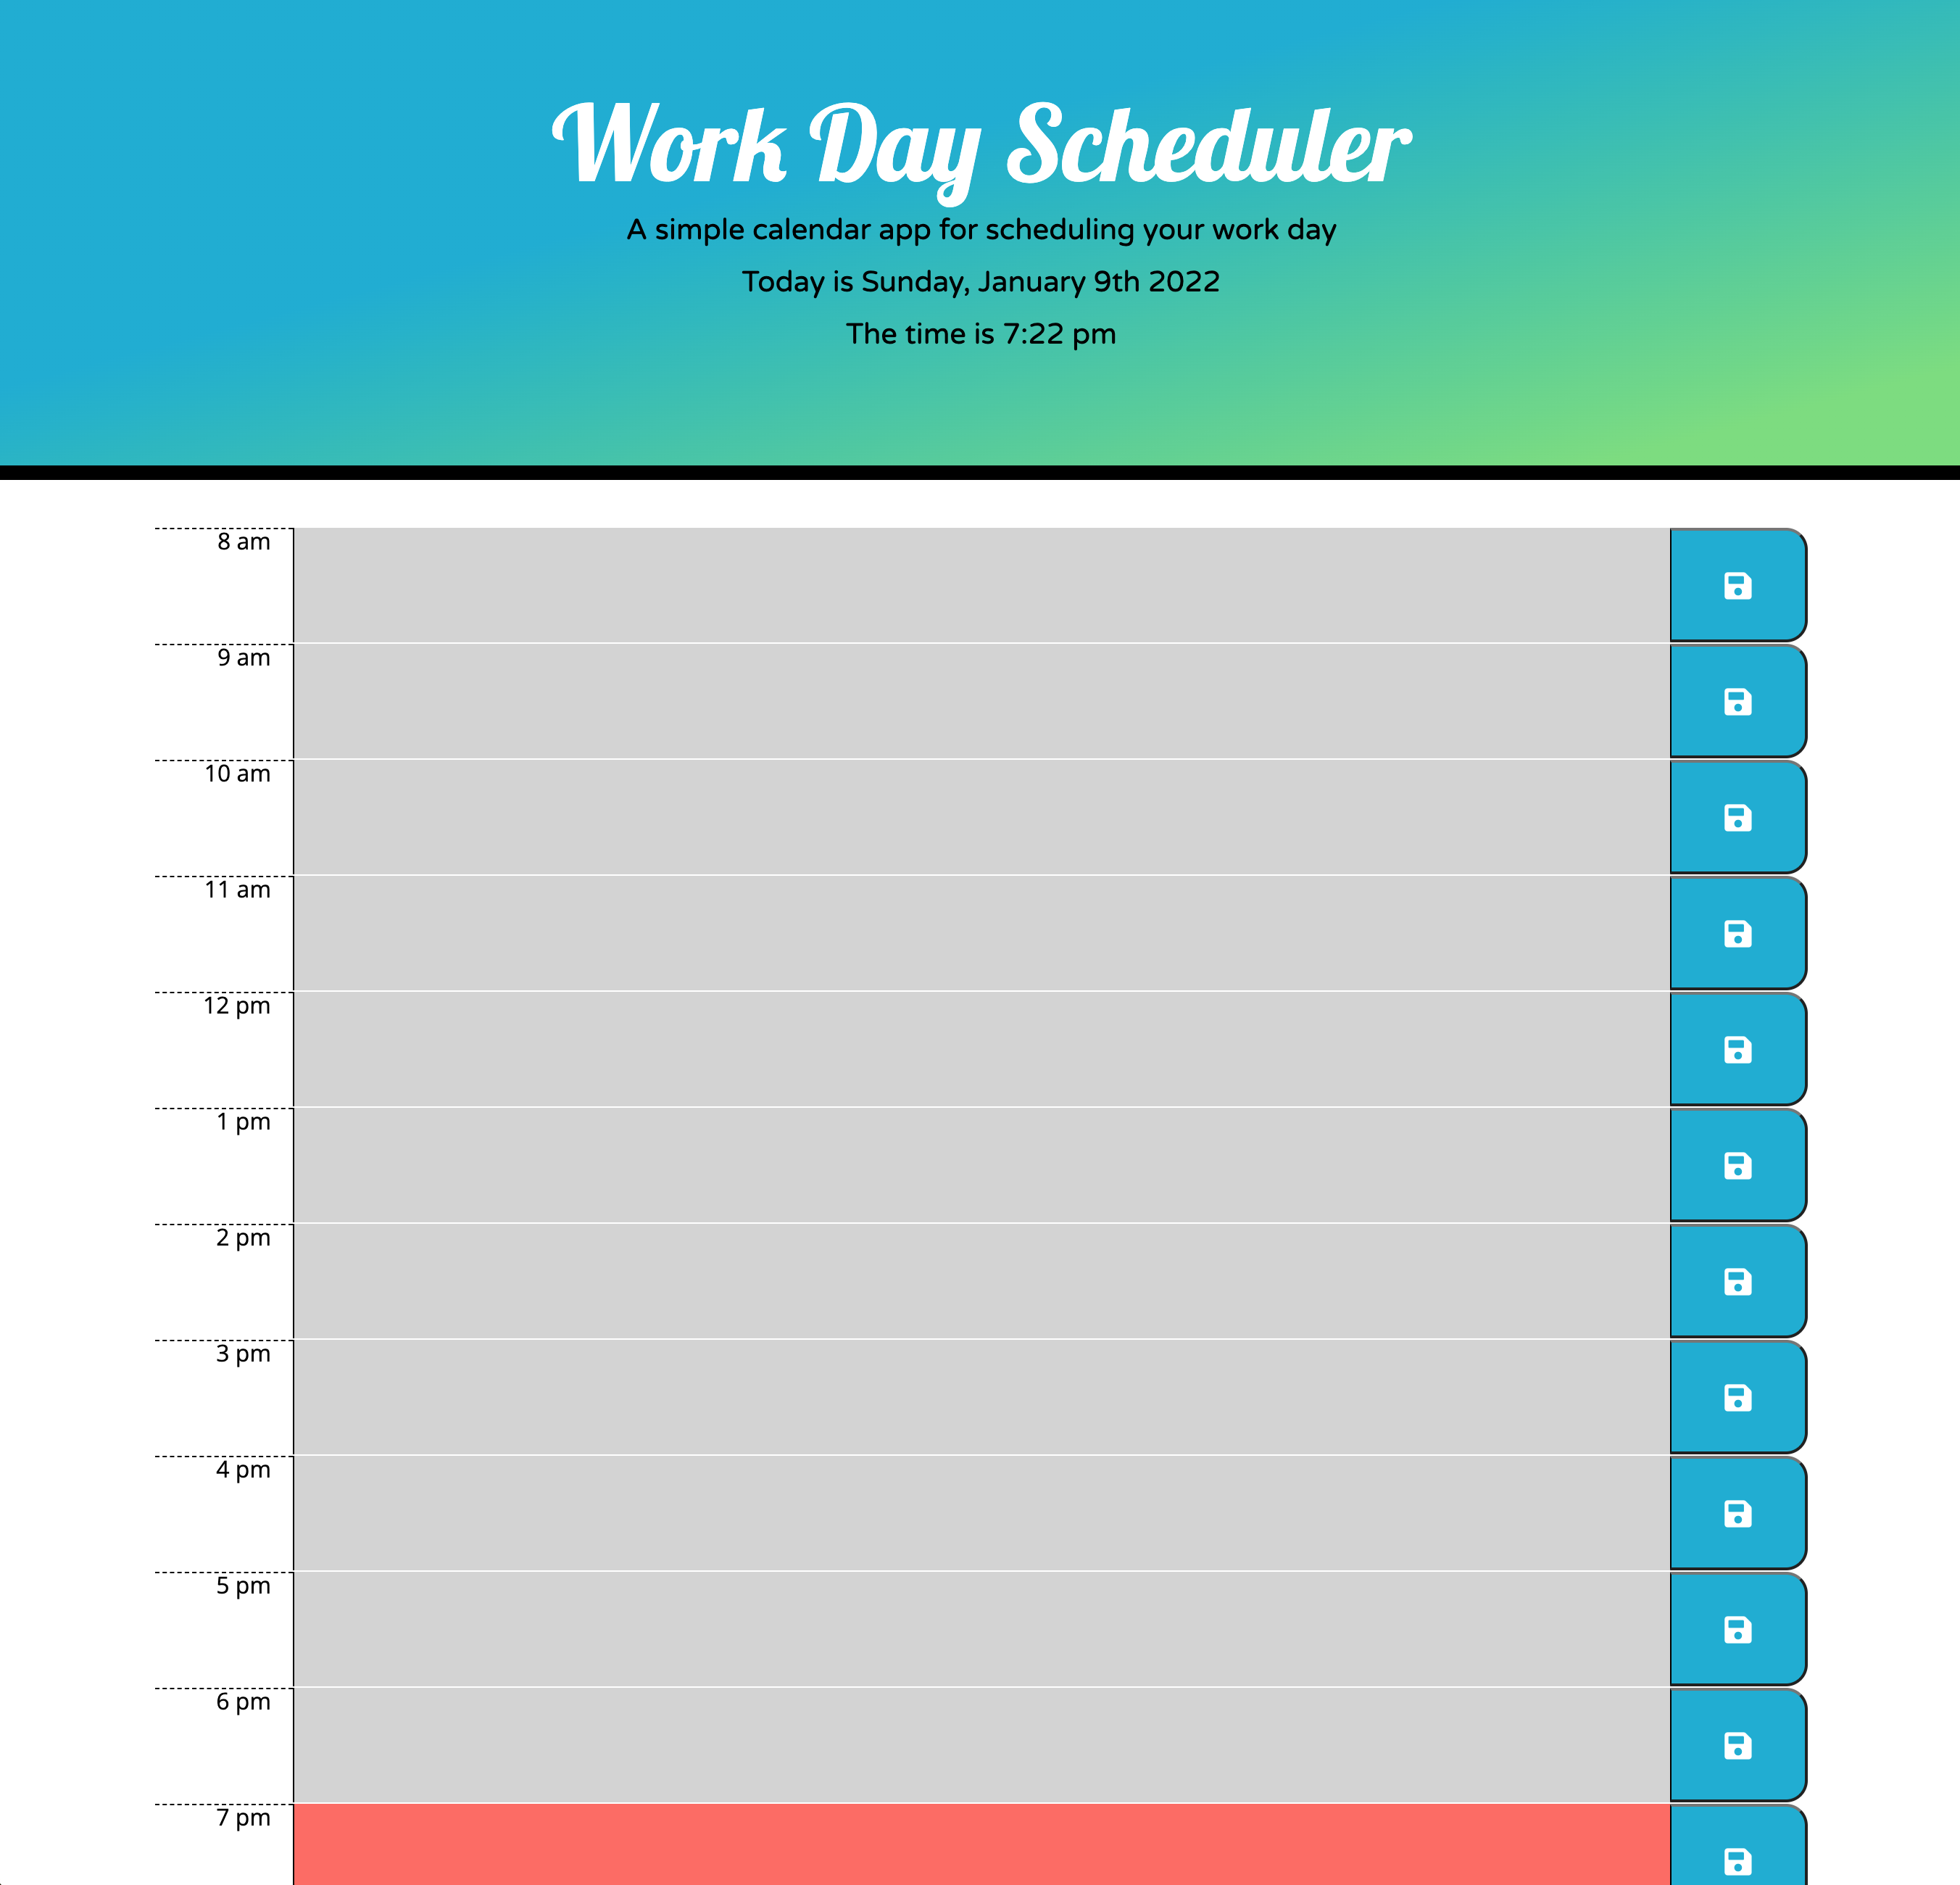 Work Day Scheduler
A simple calendar app for scheduling your work day
Today is Sunday, January 9th 2022
The time is 7:22 pm
8 am
9 am
10 am
11 am
12 pm
1 pm
2 pm
3 pm
4 pm
5 pm
6 pm
7 pm